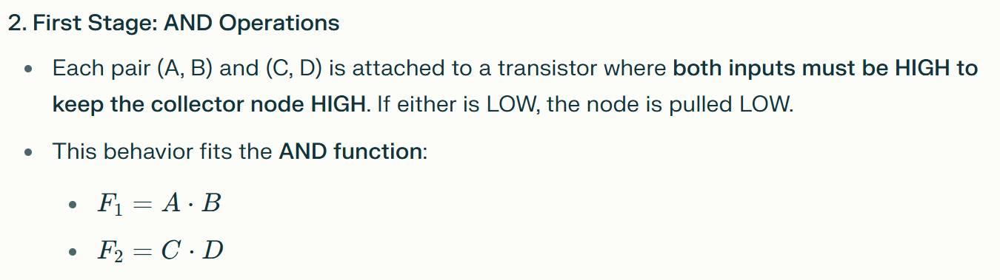 2. First Stage: AND Operations
• Each pair (A, B) and (C, D) is attached to a transistor where both inputs must be HIGH to
keep the collector node HIGH. If either is LOW, the node is pulled LOW.
• This behavior fits the AND function:
• F₁ = A · B
• F₂ = C · D